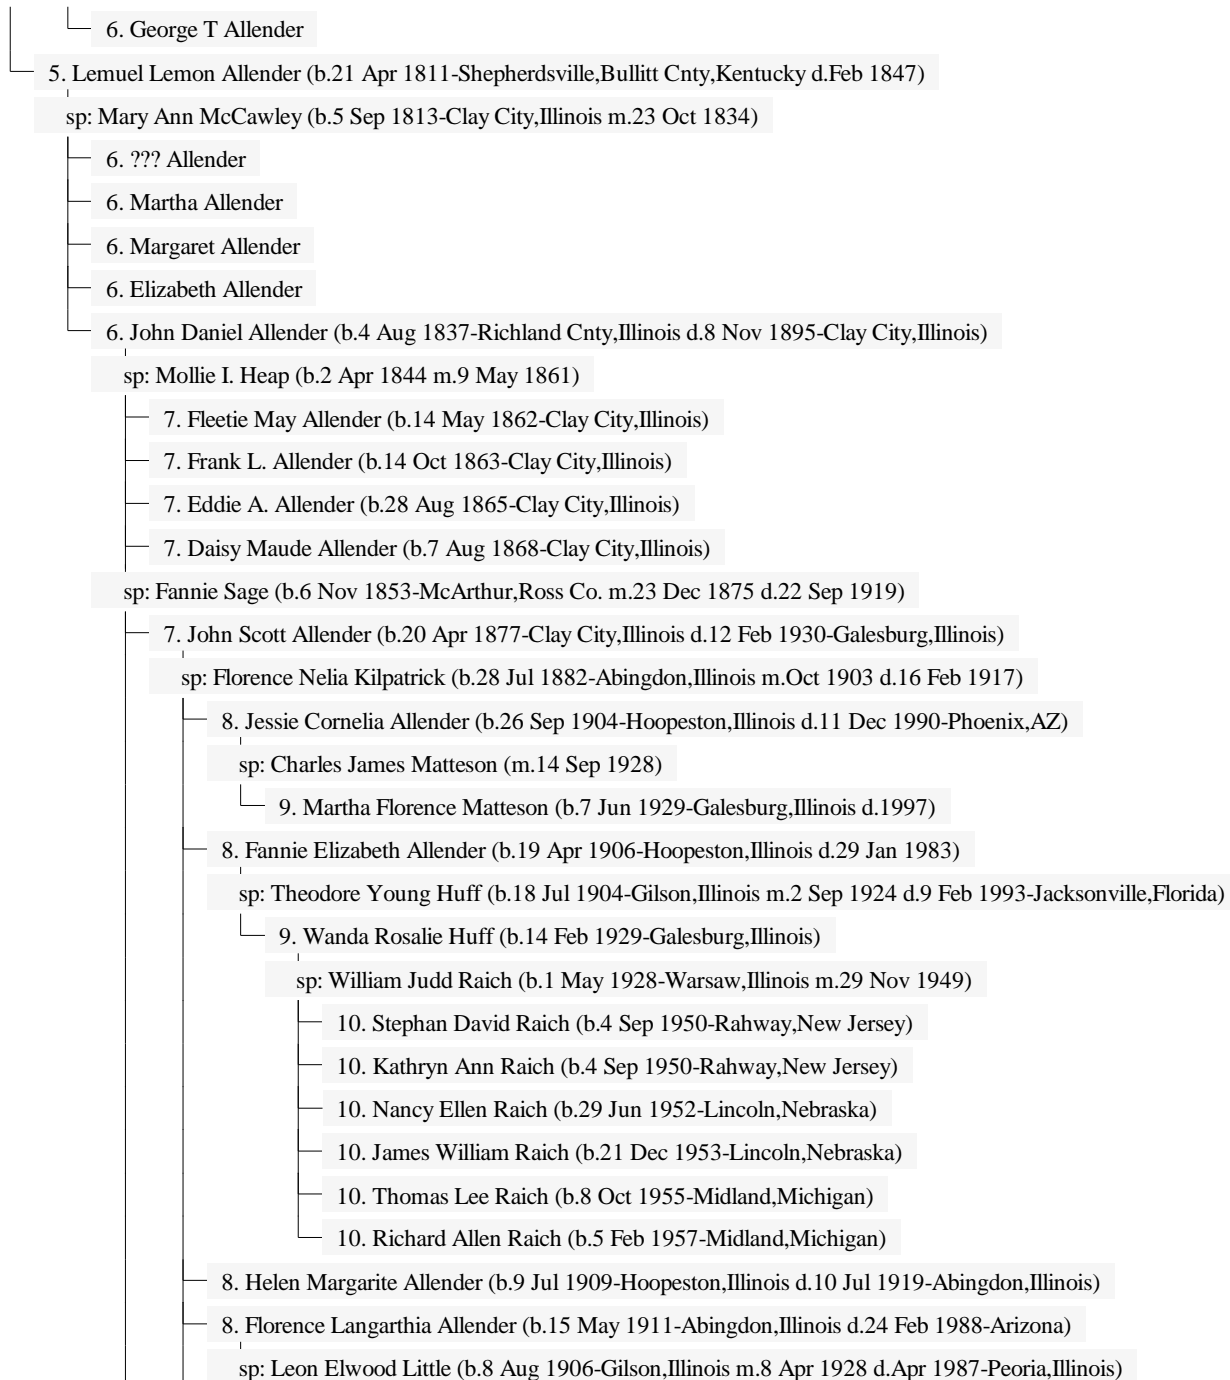 6. George T Allender
5. Lemuel Lemon Allender (b.21 Apr 1811-Shepherdsville,Bullitt Cnty,Kentucky d.Feb 1847)
sp: Mary Ann McCawley (b.5 Sep 1813-Clay City,Illinois m.23 Oct 1834)
6. ??? Allender
6. Martha Allender
6. Margaret Allender
6. Elizabeth Allender
6. John Daniel Allender (b.4 Aug 1837-Richland Cnty,Illinois d.8 Nov 1895-Clay City,Illinois)
sp: Mollie I. Heap (b.2 Apr 1844 m.9 May 1861)
7. Fleetie May Allender (b.14 May 1862-Clay City,Illinois)
7. Frank L. Allender (b.14 Oct 1863-Clay City,Illinois)
7. Eddie A. Allender (b.28 Aug 1865-Clay City,Illinois)
7. Daisy Maude Allender (b.7 Aug 1868-Clay City,Illinois)
sp: Fannie Sage (b.6 Nov 1853-McArthur,Ross Co. m.23 Dec 1875 d.22 Sep 1919)
7. John Scott Allender (b.20 Apr 1877-Clay City,Illinois d.12 Feb 1930-Galesburg,Illinois)
sp: Florence Nelia Kilpatrick (b.28 Jul 1882-Abingdon,Illinois m.Oct 1903 d.16 Feb 1917)
8. Jessie Cornelia Allender (b.26 Sep 1904-Hoopeston,Illinois d.11 Dec 1990-Phoenix,AZ)
sp: Charles James Matteson (m.14 Sep 1928)
9. Martha Florence Matteson (b.7 Jun 1929-Galesburg,Illinois d.1997)
8. Fannie Elizabeth Allender (b.19 Apr 1906-Hoopeston,Illinois d.29 Jan 1983)
sp: Theodore Young Huff (b.18 Jul 1904-Gilson,Illinois m.2 Sep 1924 d.9 Feb 1993-Jacksonville,Florida)
9. Wanda Rosalie Huff (b.14 Feb 1929-Galesburg,Illinois)
sp: William Judd Raich (b.1 May 1928-Warsaw,Illinois m.29 Nov 1949)
10. Stephan David Raich (b.4 Sep 1950-Rahway,New Jersey)
10. Kathryn Ann Raich (b.4 Sep 1950-Rahway,New Jersey)
10. Nancy Ellen Raich (b.29 Jun 1952-Lincoln,Nebraska)
10. James William Raich (b.21 Dec 1953-Lincoln,Nebraska)
10. Thomas Lee Raich (b.8 Oct 1955-Midland,Michigan)
10. Richard Allen Raich (b.5 Feb 1957-Midland,Michigan)
8. Helen Margarite Allender (b.9 Jul 1909-Hoopeston,Illinois d.10 Jul 1919-Abingdon,Illinois)
8. Florence Langarthia Allender (b.15 May 1911-Abingdon,Illinois d.24 Feb 1988-Arizona)
sp: Leon Elwood Little (b.8 Aug 1906-Gilson,Illinois m.8 Apr 1928 d.Apr 1987-Peoria,Illinois)